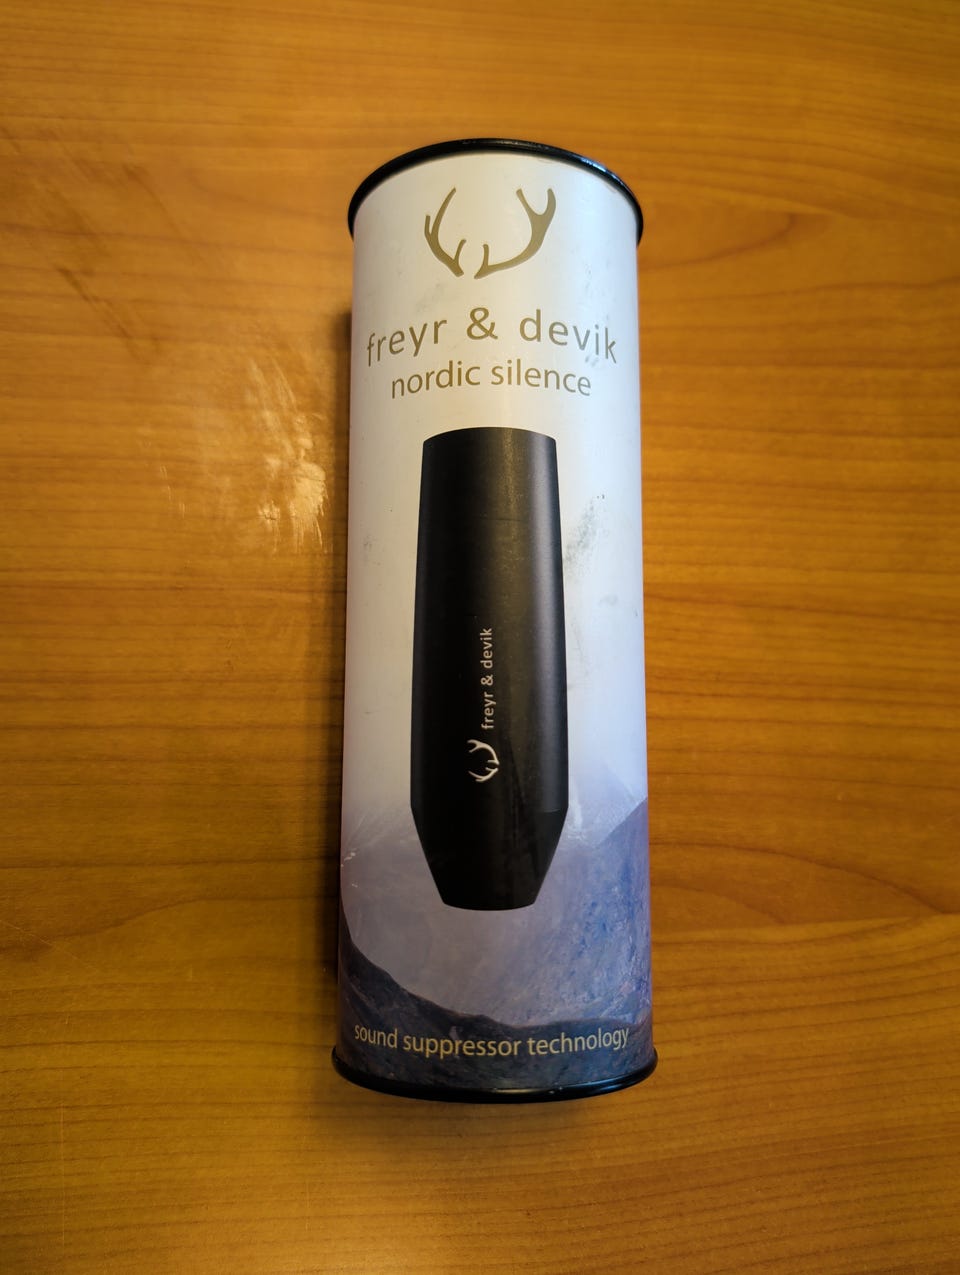 freyr & devik
nordic silence
freyr & devik
sound suppressor technology